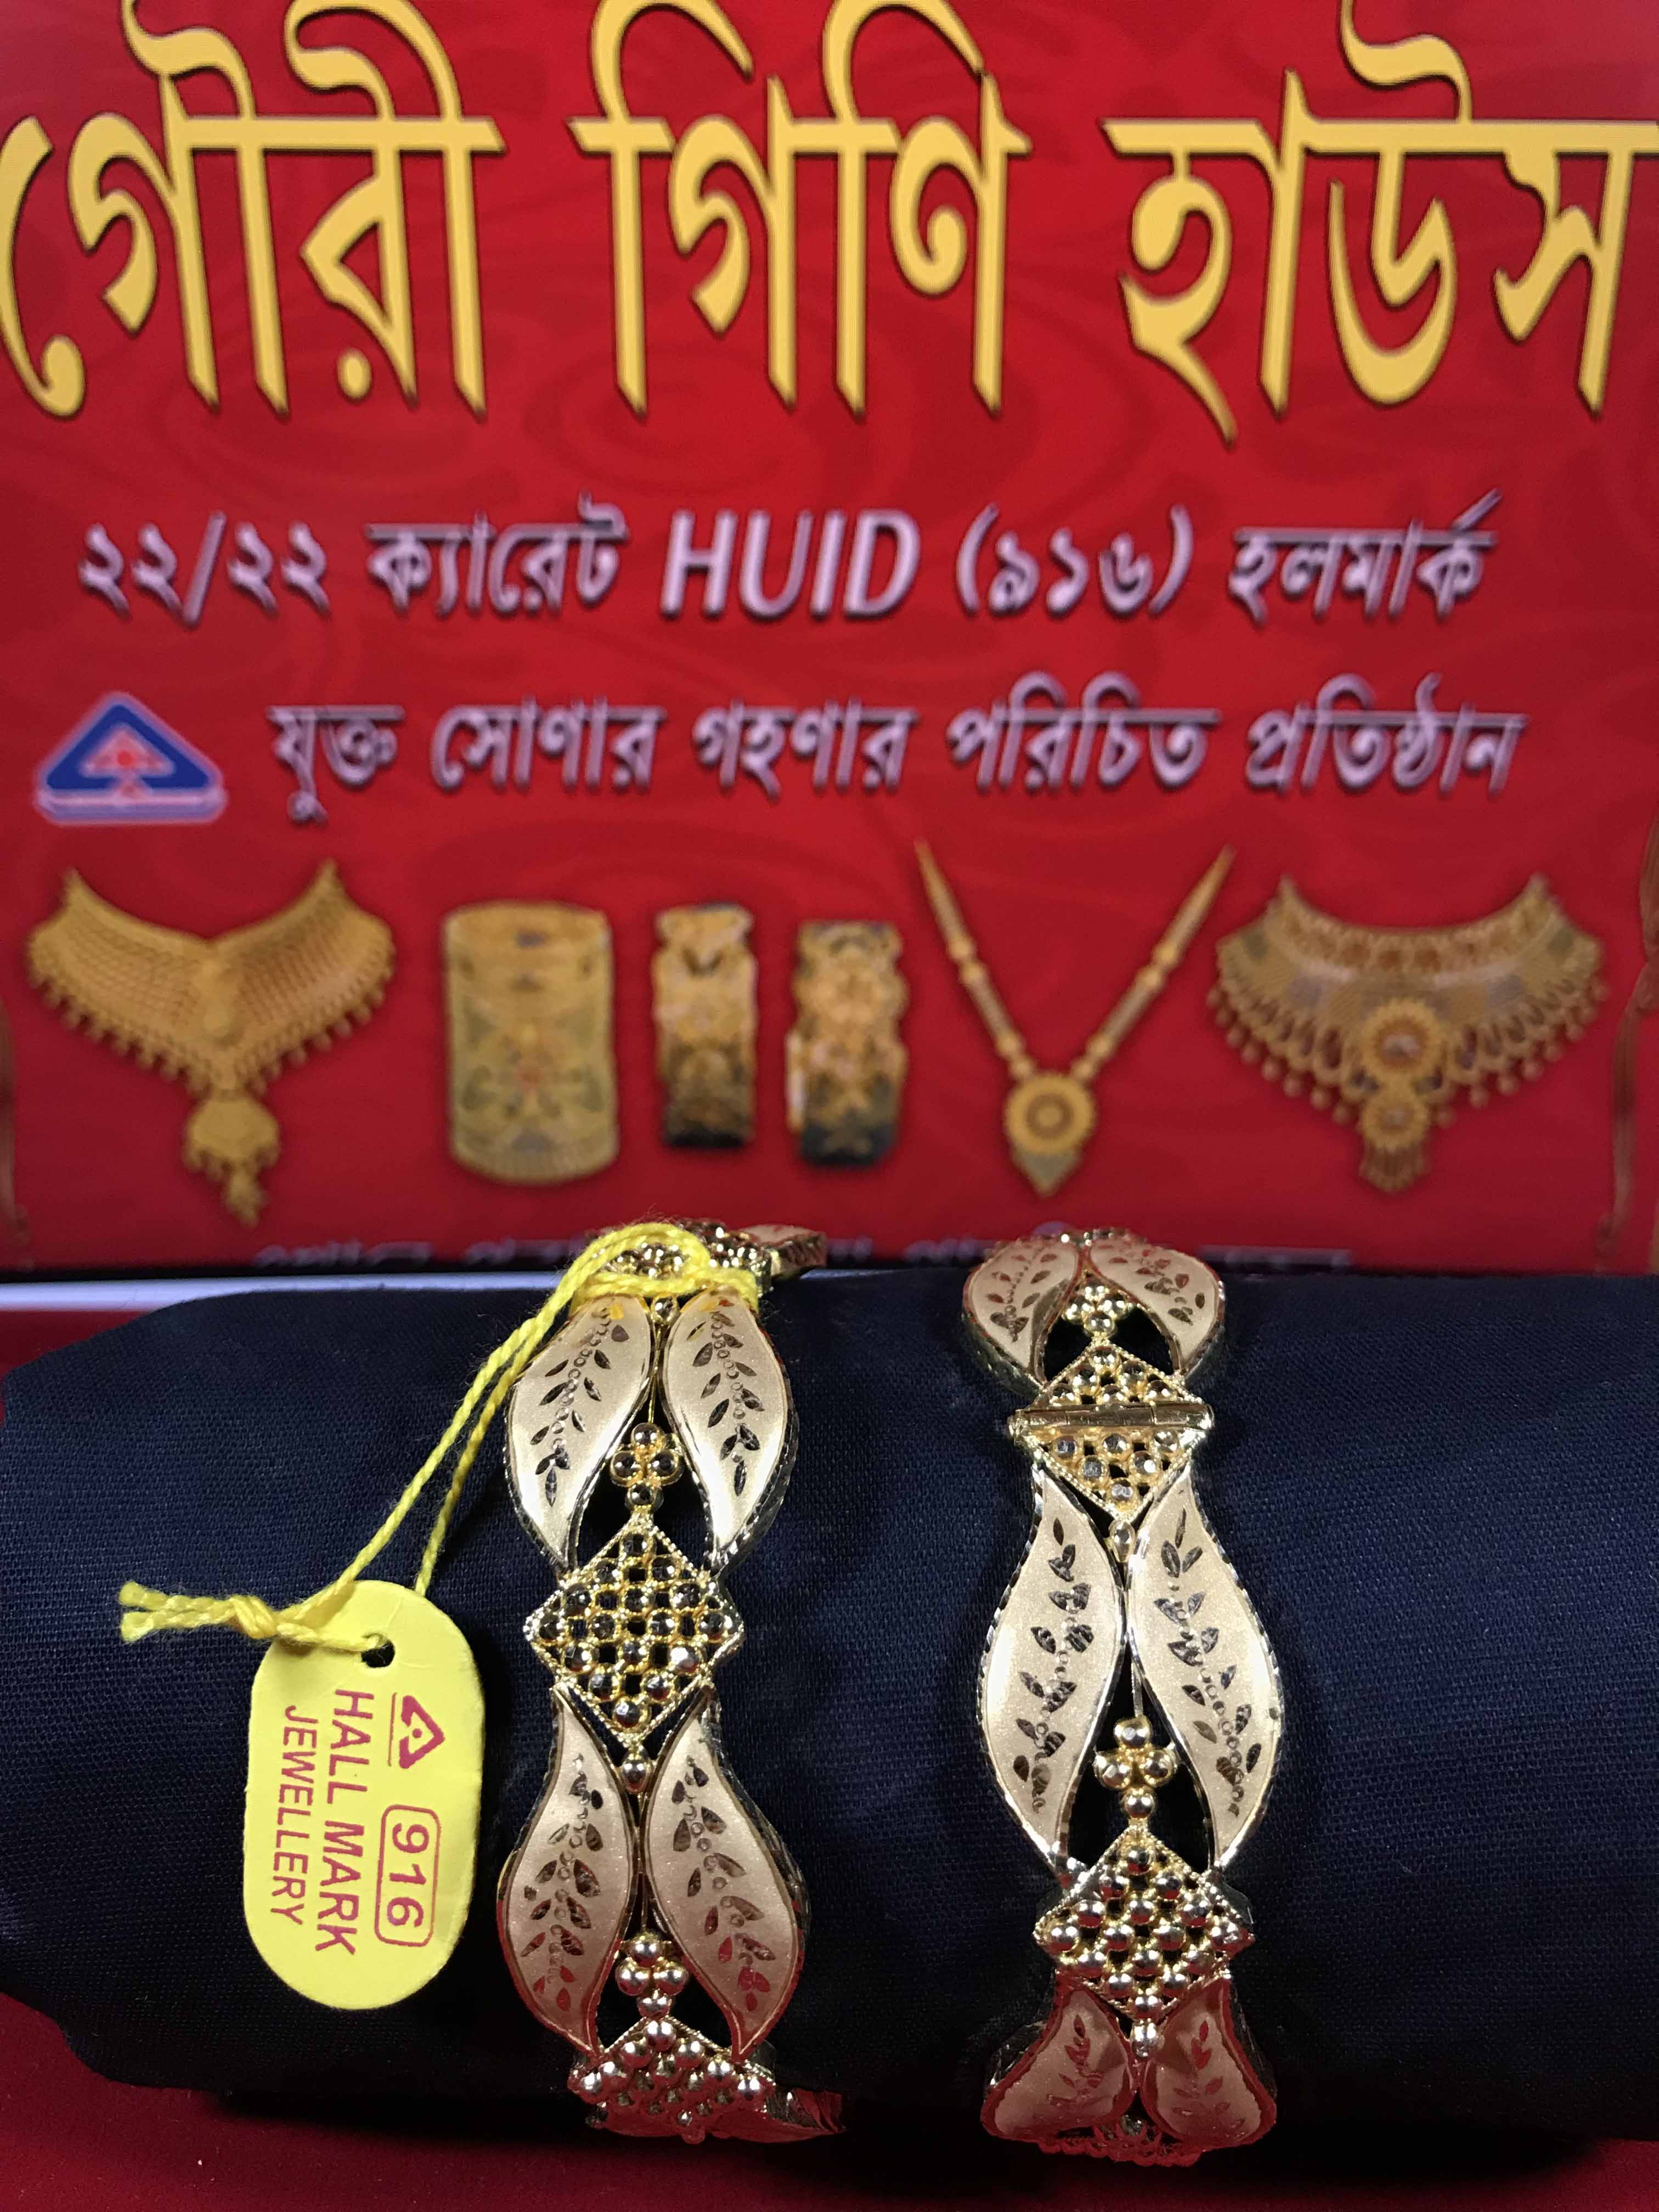 গৌরী গিণি হাউস
২২/২২ ক্যারেট HUID (৯১৬) হলমার্ক
যুক্ত সোণার গহণার পরিচিত প্রতিষ্ঠান
916
HALL MARK
JEWELLERY